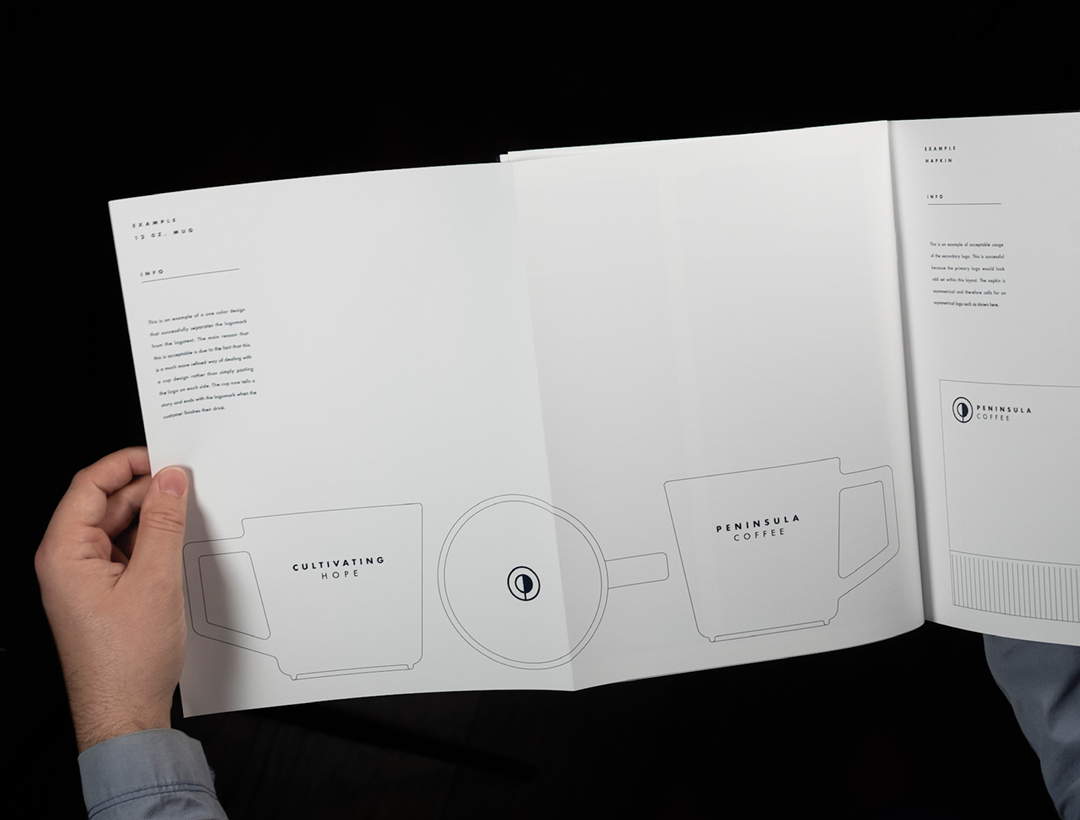 EXAMPLE
12 OZ. MUG
INFO
This is an example of a one color design
that successfully separates the logomark
from the logotext. The main reason that
this is acceptable is due to the fact that this
is a much more refined way of dealing with
a cup design rather than simply pasting
the logo on each side. The cup now tells a
story and ends with the logomark when the
customer finishes their drink.
CULTIVATING
HOPE
PENINSULA
COFFEE
EXAMPLE
NAPKIN
INFO
This is an example of acceptable usage
of the secondary logo. This is successful
because the primary logo would look
odd set within this layout. The napkin is
symmetrical and therefore calls for an
symmetrical logo such as shown here.
PENINSULA
COFFEE